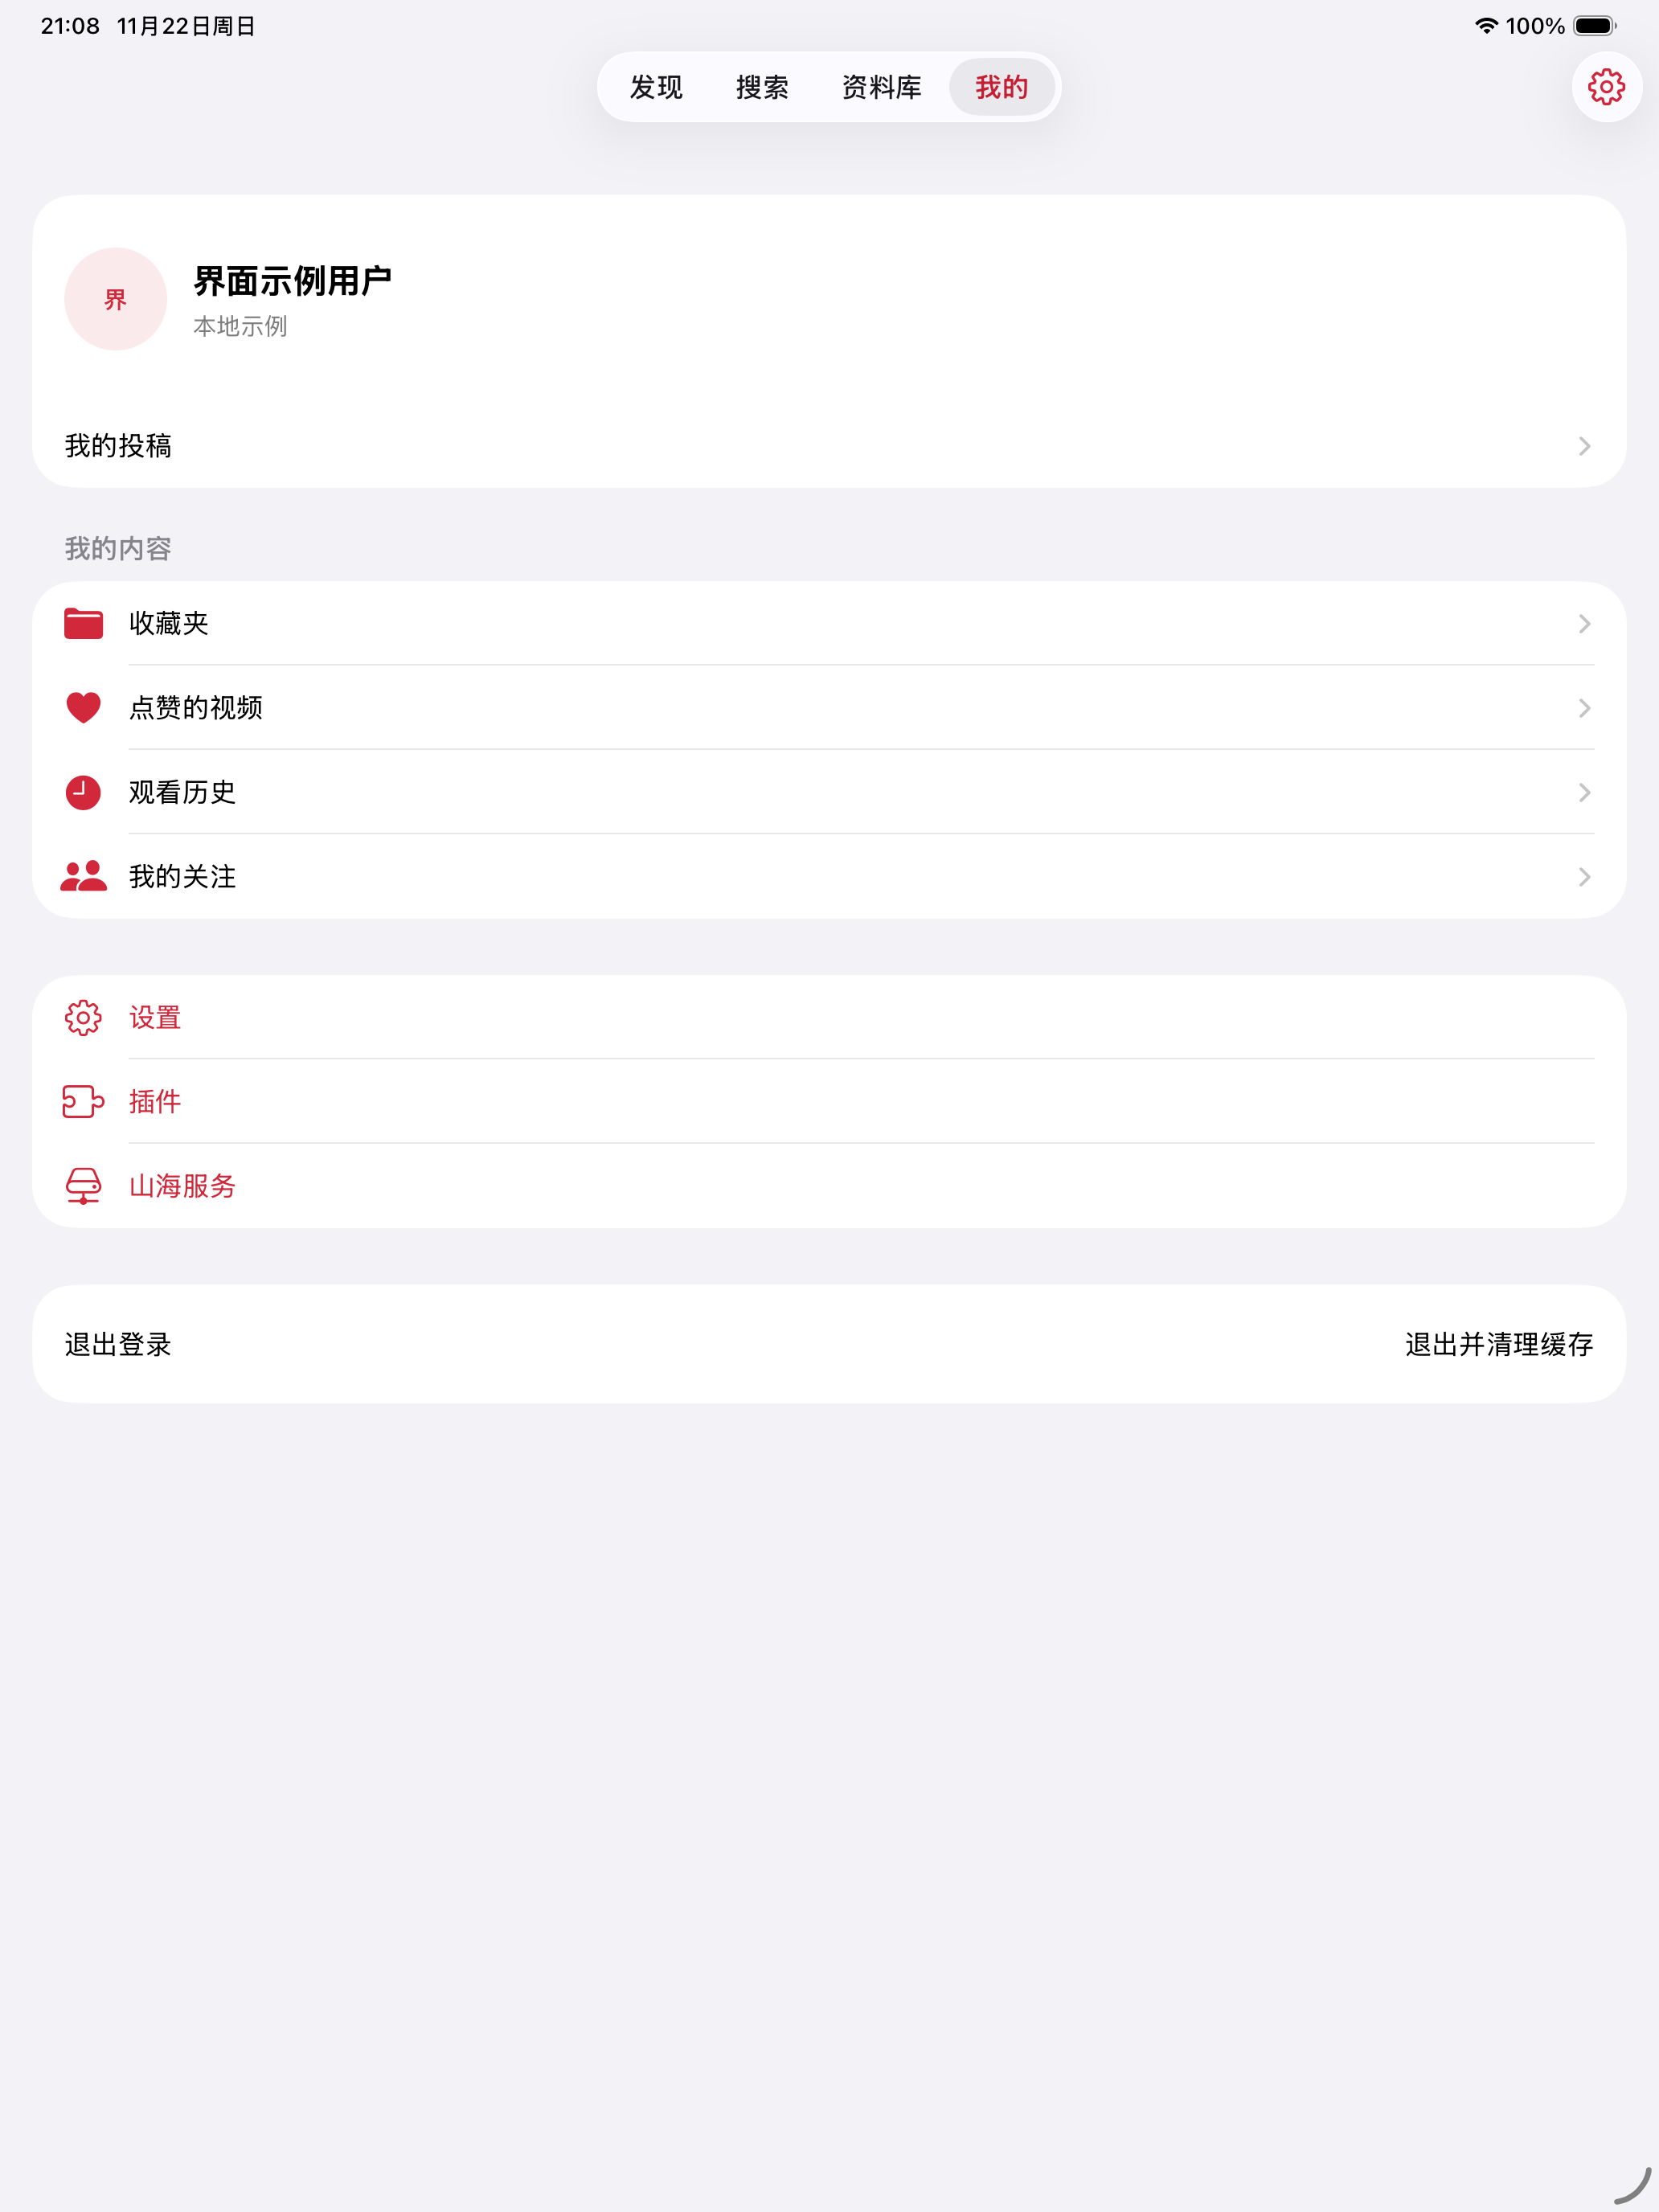 21:08 11月22日周日
100%
发现 搜索 资料库 我的
界
界面示例用户
本地示例
我的投稿
我的内容
收藏夹
点赞的视频
观看历史
我的关注
设置
插件
山海服务
退出登录 退出并清理缓存